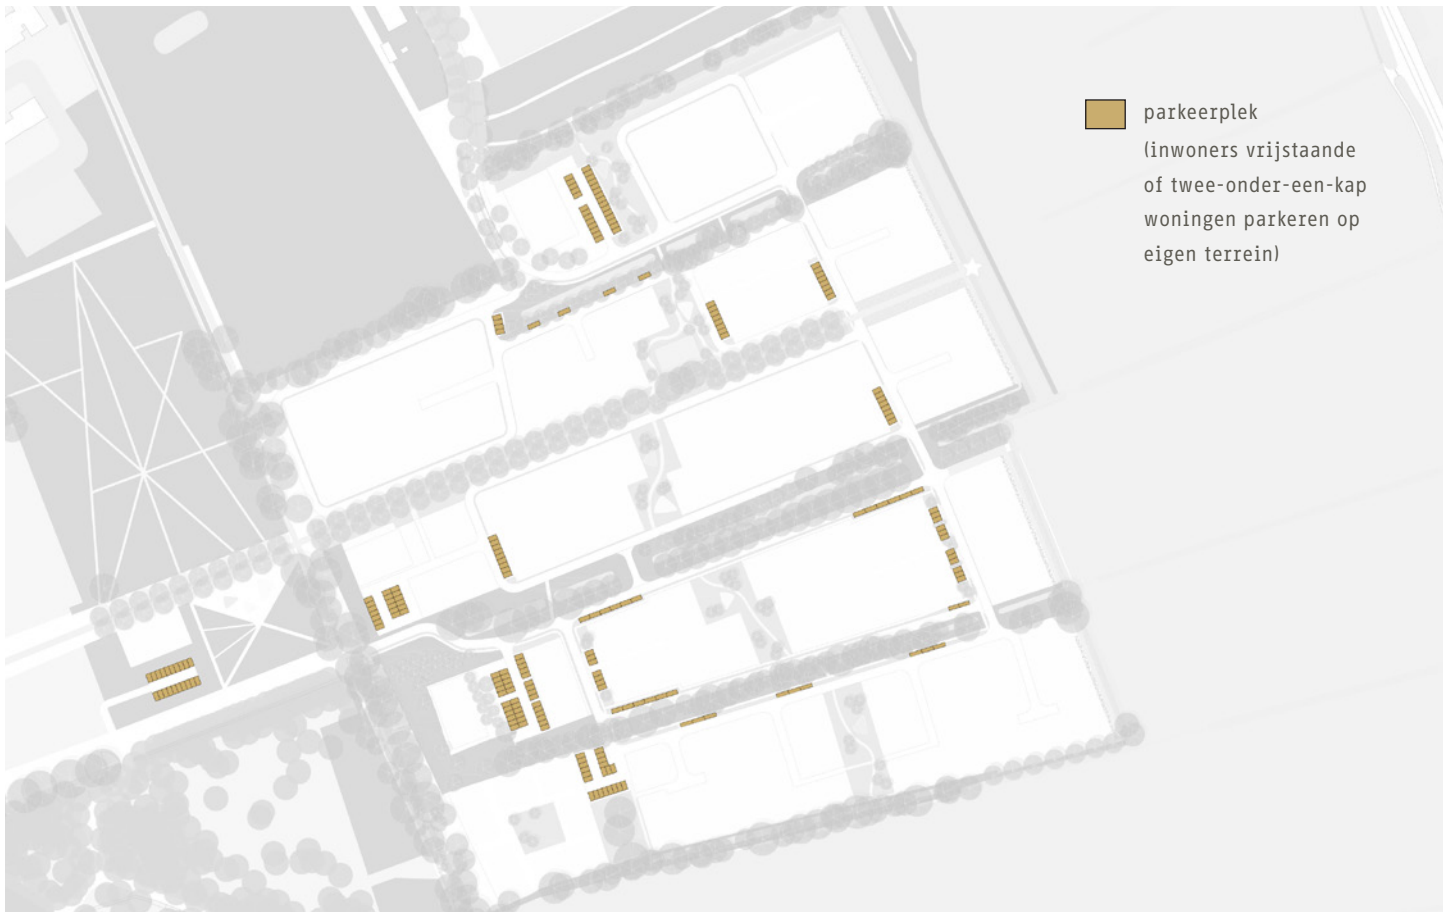 parkeerplek
(inwoners vrijstaande
of twee-onder-een-kap
woningen parkeren op
eigen terrein)